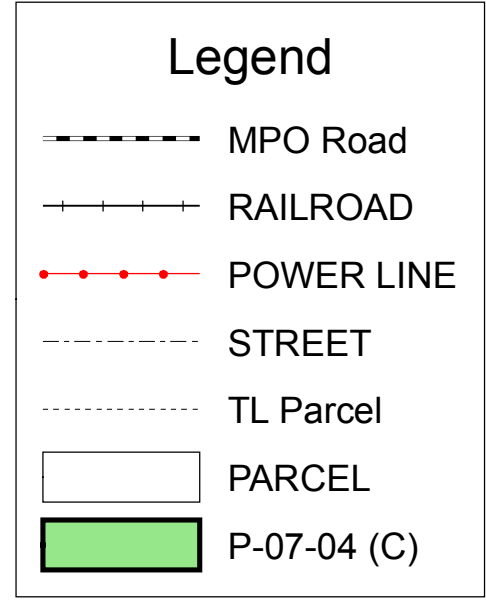 Legend
MPO Road
RAILROAD
POWER LINE
STREET
TL Parcel
PARCEL
P-07-04 (C)